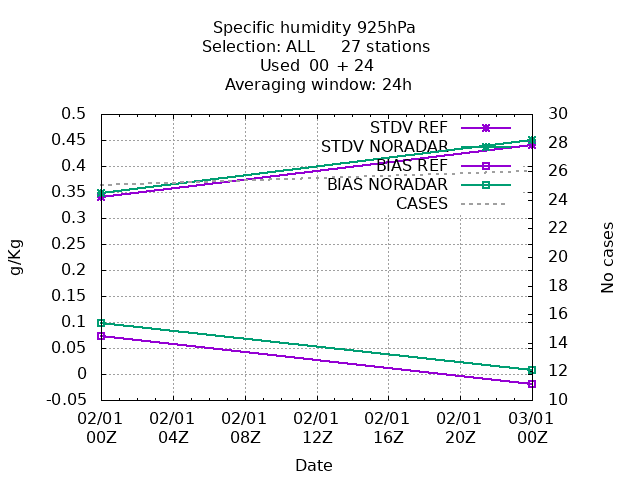 Specific humidity 925hPa
Selection: ALL 27 stations
Used 00 + 24
Averaging window: 24h
0.5
0.45
0.4
0.35
0.3
0.25
0.2
0.15
0.1
0.05
0
-0.05
g/Kg
STDV REF
STDV NORADAR
BIAS REF
BIAS NORADAR
CASES
30
28
26
24
22
20
18
16
14
12
10
No cases
02/01 02/01 02/01 02/01 02/01 02/01 03/01
00Z 04Z 08Z 12Z 16Z 20Z 00Z
Date